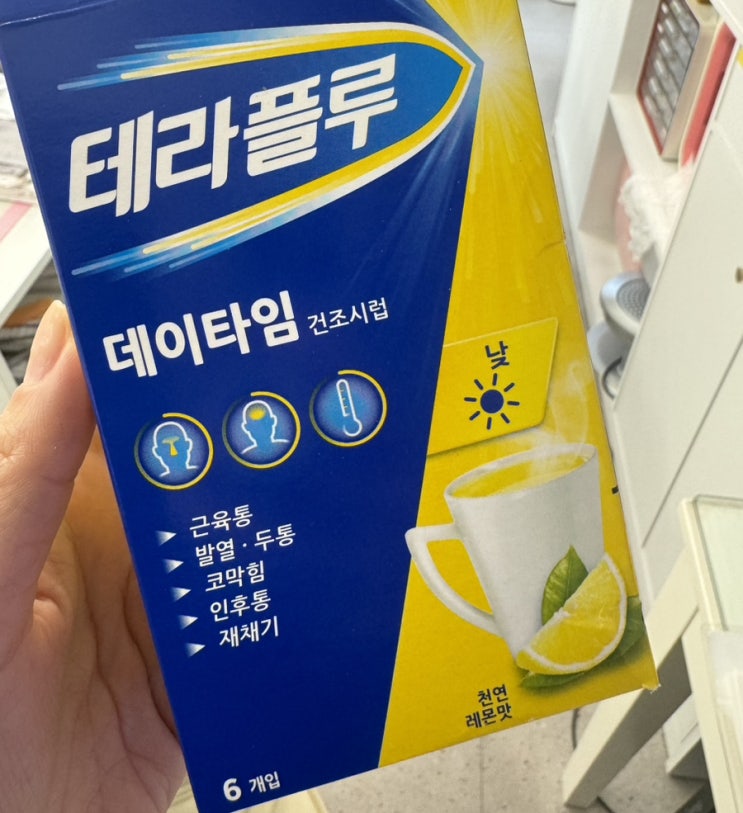 테라플루
데이타임 건조시럽
낮
근육통
발열 · 두통
코막힘
인후통
재채기
천연
레몬맛
6 개입